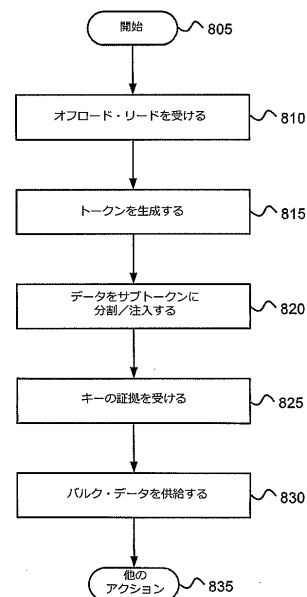 開始
805
オフロード・リードを受ける
810
トークンを生成する
815
データをサブトークンに
分割／注入する
820
キーの証拠を受ける
825
バルク・データを供給する
830
他の
アクション
835